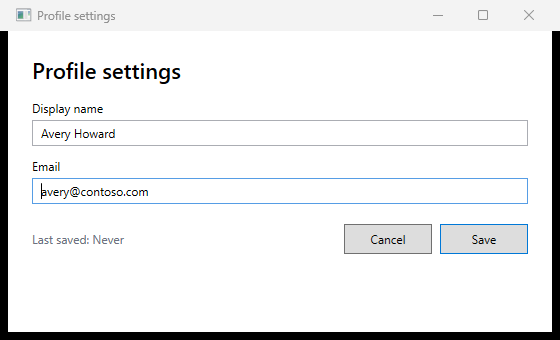 Profile settings
Profile settings
Display name
Avery Howard
Email
avery@contoso.com
Last saved: Never
Cancel
Save